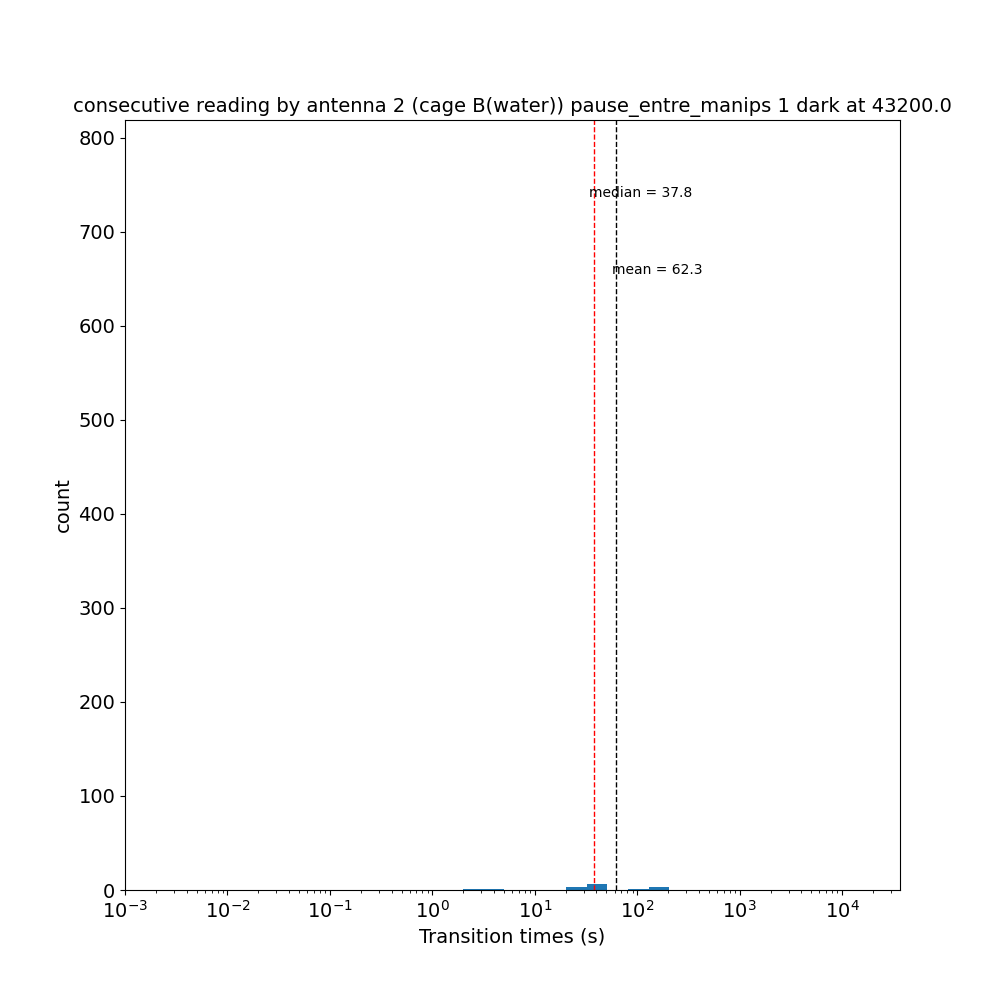 consecutive reading by antenna 2 (cage B(water)) pause_entre_manips 1 dark at 43200.0
800
median = 37.8
700
mean = 62.3
600
500
count
400
300
200
100
0
10⁻³ 10⁻² 10⁻¹ 10⁰ 10¹ 10² 10³ 10⁴
Transition times (s)